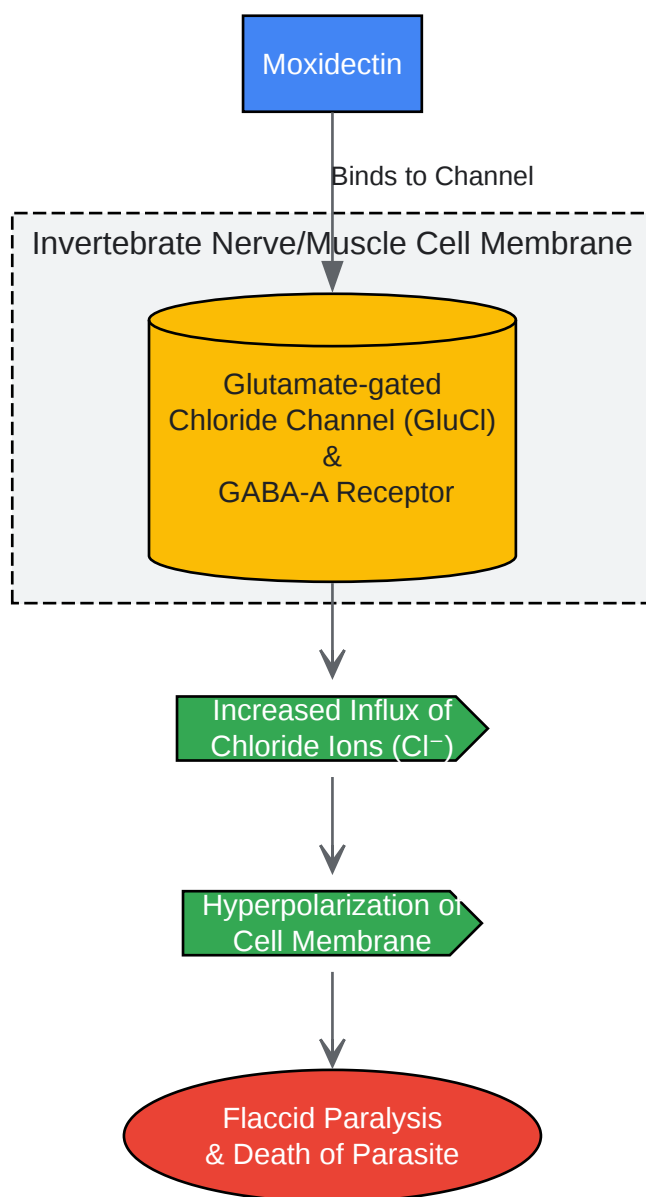 Moxidectin
Binds to Channel
Invertebrate Nerve/Muscle Cell Membrane
Glutamate-gated
Chloride Channel (GluCl)
&
GABA-A Receptor
Increased Influx of
Chloride Ions (Cl⁻)
Hyperpolarization of
Cell Membrane
Flaccid Paralysis
& Death of Parasite